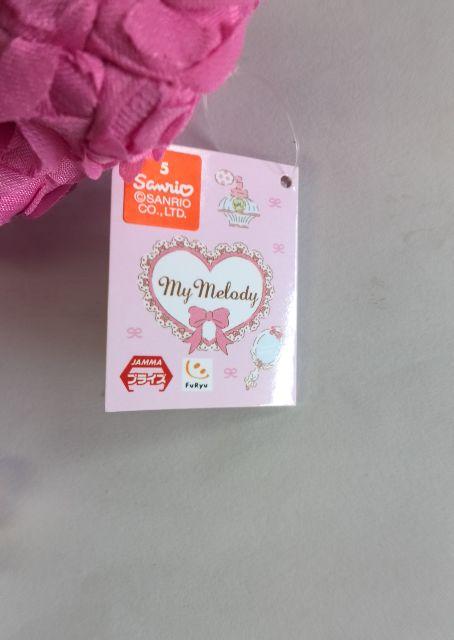 5
Sanrio
©SANRIO
CO.,LTD.
My Melody
JAMMA
プライズ
FuRyu